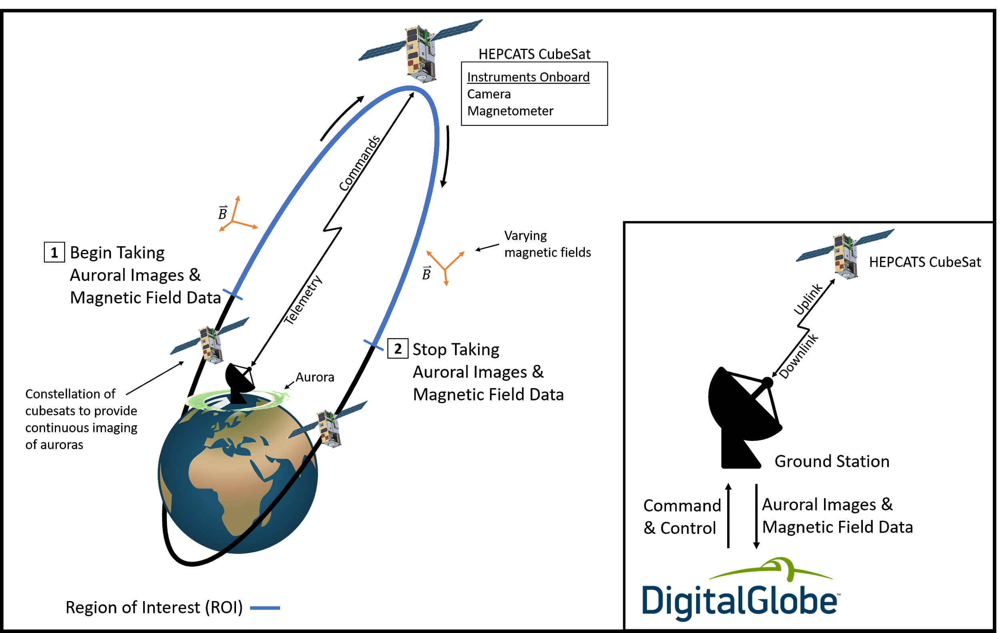 HEPCATS CubeSat
Instruments Onboard
Camera
Magnetometer
Commands
Telemetry
B⃗
1 Begin Taking
Auroral Images &
Magnetic Field Data
Varying
magnetic fields
B⃗
2 Stop Taking
Auroral Images &
Magnetic Field Data
Aurora
Constellation of
cubesats to provide
continuous imaging
of auroras
Region of Interest (ROI)
HEPCATS CubeSat
Uplink
Downlink
Ground Station
Command
& Control
Auroral Images &
Magnetic Field Data
DigitalGlobe™